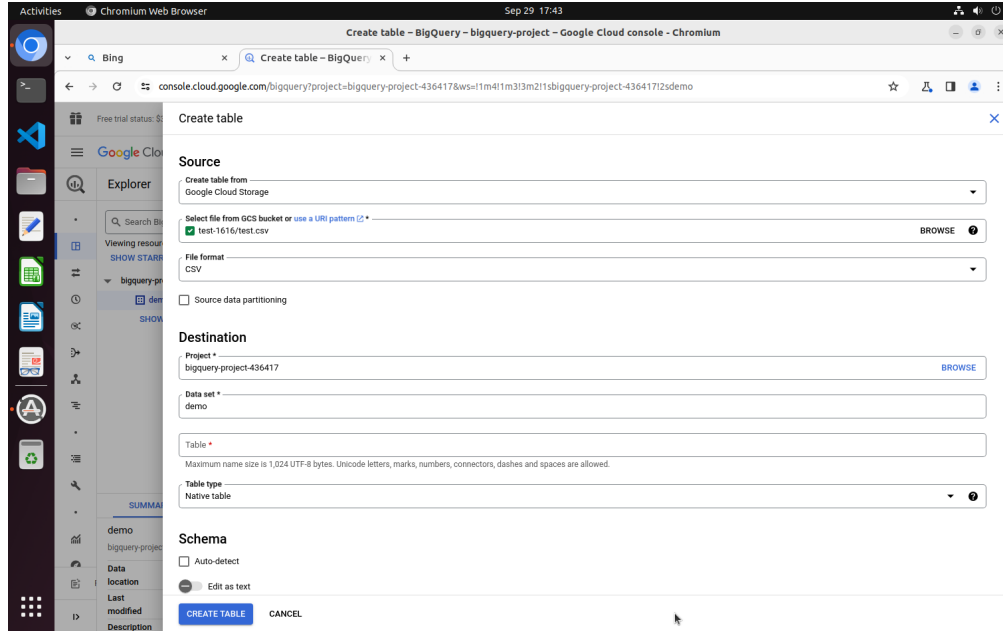 Activities
Chromium Web Browser
Sep 29 17:43
Create table – BigQuery – bigquery-project – Google Cloud console - Chromium
Bing
Create table – BigQuery
console.cloud.google.com/bigquery?project=bigquery-project-436417&ws=!1m4!1m3!3m2!1sbigquery-project-436417!2sdemo
Free trial status:
Create table
Google Clo
Explorer
Search Bi
Viewing resour
SHOW STARR
bigquery-pr
dem
SHOW
Source
Create table from
Google Cloud Storage
Select file from GCS bucket or use a URI pattern *
test-1616/test.csv
BROWSE
File format
CSV
Source data partitioning
Destination
Project *
bigquery-project-436417
BROWSE
Data set *
demo
Table *
Maximum name size is 1,024 UTF-8 bytes. Unicode letters, marks, numbers, connectors, dashes and spaces are allowed.
Table type
Native table
Schema
Auto-detect
Edit as text
CREATE TABLE
CANCEL
SUMMA
demo
bigquery-projec
Data
location
Last
modified
Description